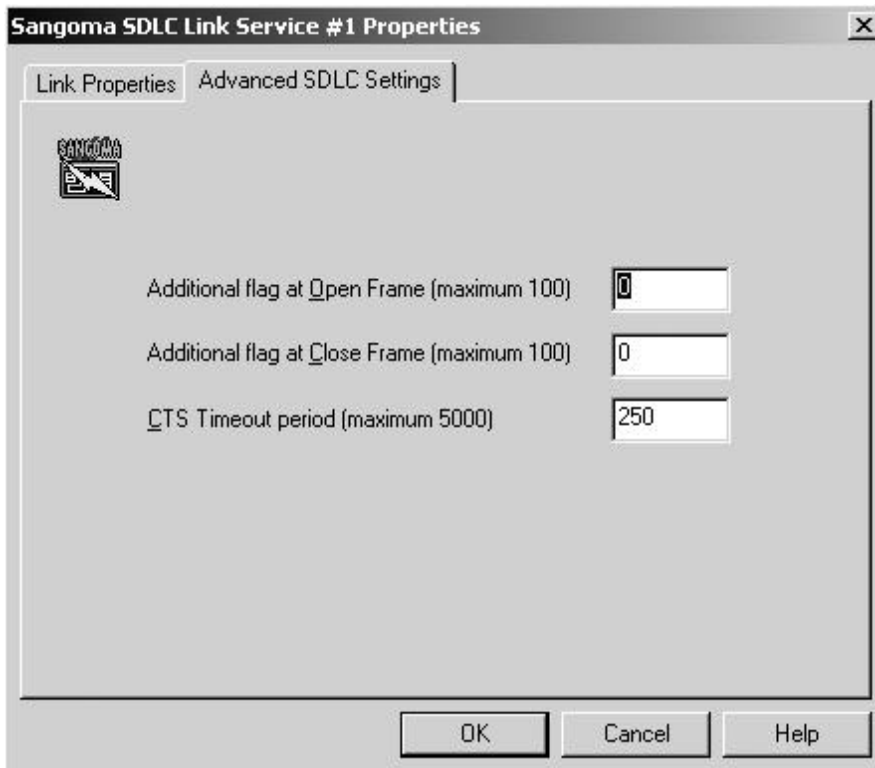 Sangoma SDLC Link Service #1 Properties
Link Properties
Advanced SDLC Settings
SANGOMA
Additional flag at Open Frame (maximum 100)
0
Additional flag at Close Frame (maximum 100)
0
CTS Timeout period (maximum 5000)
250
OK
Cancel
Help